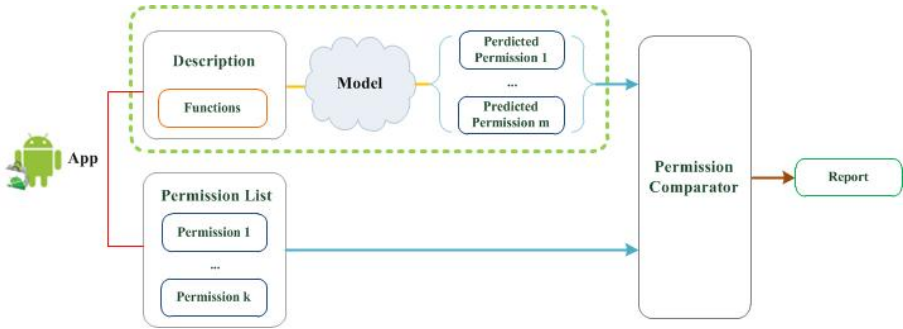 App
Description
Functions
Model
Perdicted
Permission 1
...
Predicted
Permission m
Permission List
Permission 1
...
Permission k
Permission
Comparator
Report